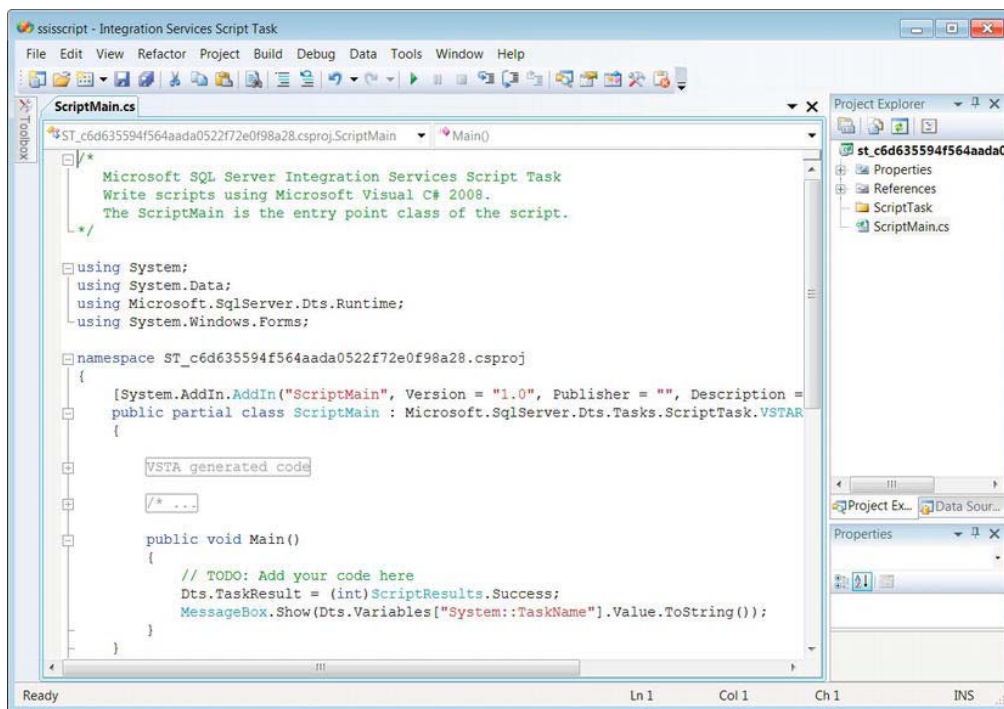 ssisscript - Integration Services Script Task
File Edit View Refactor Project Build Debug Data Tools Window Help
Toolbox
ScriptMain.cs
ST_c6d635594f564aada0522f72e0f98a28.csproj.ScriptMain Main()
/*
Microsoft SQL Server Integration Services Script Task
Write scripts using Microsoft Visual C# 2008.
The ScriptMain is the entry point class of the script.
*/
using System;
using System.Data;
using Microsoft.SqlServer.Dts.Runtime;
using System.Windows.Forms;
namespace ST_c6d635594f564aada0522f72e0f98a28.csproj
{
[System.AddIn.AddIn("ScriptMain", Version = "1.0", Publisher = "", Description =
public partial class ScriptMain : Microsoft.SqlServer.Dts.Tasks.ScriptTask.VSTAR
{
VSTA generated code
/* ...
public void Main()
{
// TODO: Add your code here
Dts.TaskResult = (int)ScriptResults.Success;
MessageBox.Show(Dts.Variables["System::TaskName"].Value.ToString());
}
}
Project Explorer
st_c6d635594f564aada0
Properties
References
ScriptTask
ScriptMain.cs
Project Ex... Data Sour...
Properties
Ready Ln 1 Col 1 Ch 1 INS